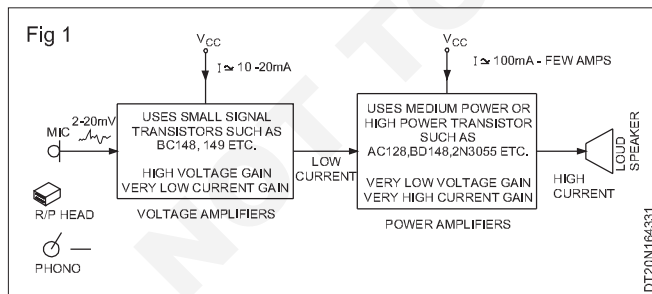 Fig 1
VCC
I ≃ 10 -20mA
VCC
I ≃ 100mA - FEW AMPS
2-20mV
MIC
R/P HEAD
PHONO
USES SMALL SIGNAL
TRANSISTORS SUCH AS
BC148, 149 ETC.
HIGH VOLTAGE GAIN
VERY LOW CURRENT GAIN
VOLTAGE AMPLIFIERS
LOW
CURRENT
USES MEDIUM POWER OR
HIGH POWER TRANSISTOR
SUCH AS
AC128,BD148,2N3055 ETC.
VERY LOW VOLTAGE GAIN
VERY HIGH CURRENT GAIN
POWER AMPLIFIERS
HIGH
CURRENT
LOUD
SPEAKER
DT20N164331
NOT